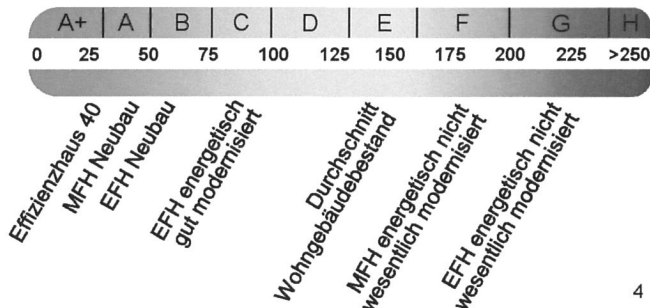 A+ A B C D E F G H
0 25 50 75 100 125 150 175 200 225 >250
Effizienzhaus 40
MFH Neubau
EFH Neubau
EFH energetisch
gut modernisiert
Durchschnitt
Wohngebäudebestand
MFH energetisch nicht
wesentlich modernisiert
EFH energetisch nicht
wesentlich modernisiert
4